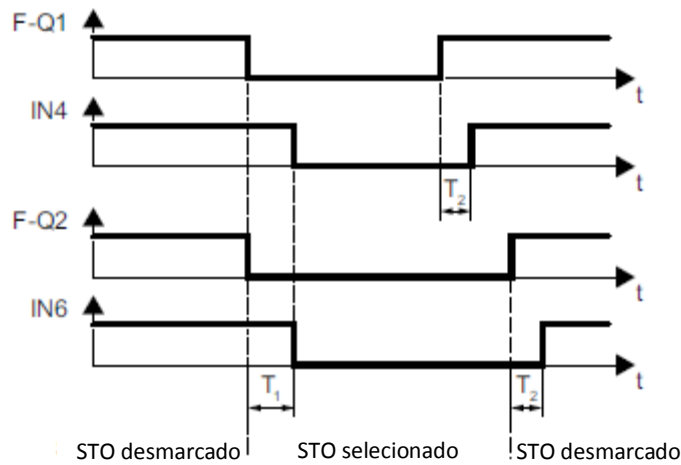 F-Q1
t
IN4
t
T2
F-Q2
t
IN6
t
T1
T2
STO desmarcado
STO selecionado
STO desmarcado